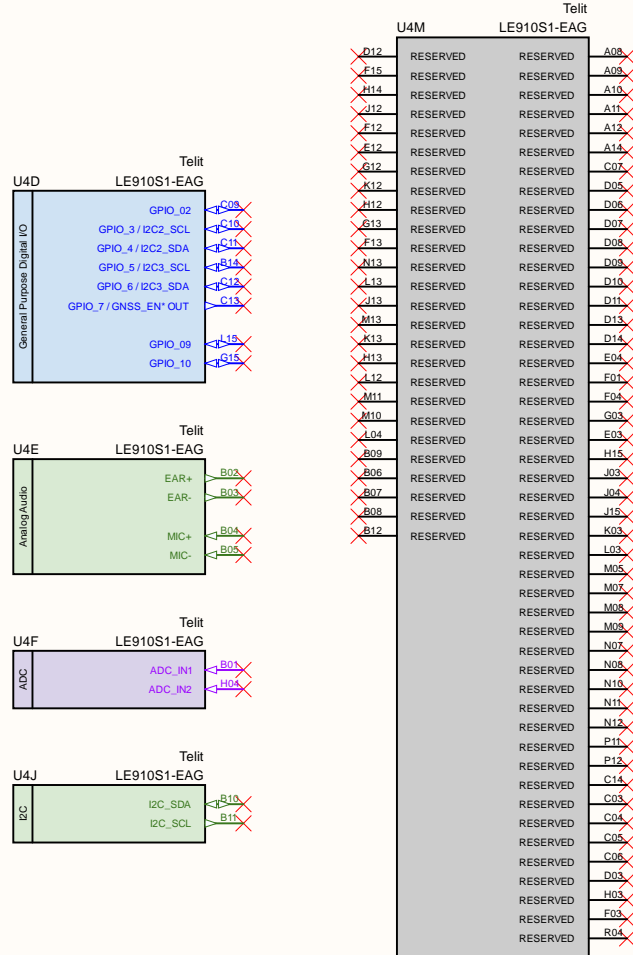 Telit
U4D LE910S1-EAG
General Purpose Digital I/O
GPIO_02 C09
GPIO_3 / I2C2_SCL C10
GPIO_4 / I2C2_SDA C11
GPIO_5 / I2C3_SCL B14
GPIO_6 / I2C3_SDA C12
GPIO_7 / GNSS_EN* OUT C13
GPIO_09 L15
GPIO_10 G15
Telit
U4E LE910S1-EAG
Analog Audio
EAR+ B02
EAR- B03
MIC+ B04
MIC- B05
Telit
U4F LE910S1-EAG
ADC
ADC_IN1 B01
ADC_IN2 H04
Telit
U4J LE910S1-EAG
I2C
I2C_SDA B10
I2C_SCL B11
Telit
U4M LE910S1-EAG
D12 RESERVED RESERVED A08
F15 RESERVED RESERVED A09
H14 RESERVED RESERVED A10
J12 RESERVED RESERVED A11
F12 RESERVED RESERVED A12
E12 RESERVED RESERVED A14
G12 RESERVED RESERVED C07
K12 RESERVED RESERVED D05
H12 RESERVED RESERVED D06
G13 RESERVED RESERVED D07
F13 RESERVED RESERVED D08
N13 RESERVED RESERVED D09
L13 RESERVED RESERVED D10
J13 RESERVED RESERVED D11
M13 RESERVED RESERVED D13
K13 RESERVED RESERVED D14
H13 RESERVED RESERVED E04
L12 RESERVED RESERVED F01
M11 RESERVED RESERVED F04
M10 RESERVED RESERVED G03
L04 RESERVED RESERVED E03
B09 RESERVED RESERVED H15
B06 RESERVED RESERVED J03
B07 RESERVED RESERVED J04
B08 RESERVED RESERVED J15
B12 RESERVED RESERVED K03
RESERVED L03
RESERVED M05
RESERVED M07
RESERVED M08
RESERVED M09
RESERVED N07
RESERVED N08
RESERVED N10
RESERVED N11
RESERVED N12
RESERVED P11
RESERVED P12
RESERVED C14
RESERVED C03
RESERVED C04
RESERVED C05
RESERVED C06
RESERVED D03
RESERVED H03
RESERVED F03
RESERVED R04